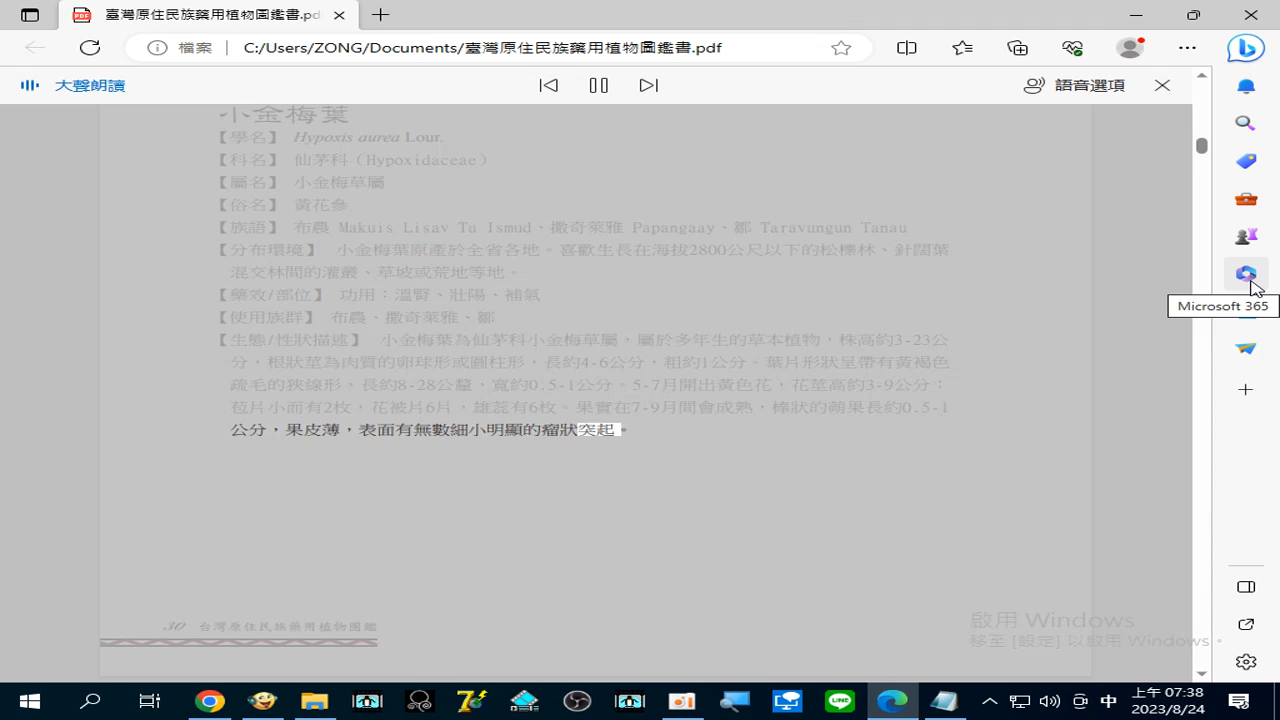 臺灣原住民族藥用植物圖鑑書.pdf
檔案
C:/Users/ZONG/Documents/臺灣原住民族藥用植物圖鑑書.pdf
大聲朗讀
語音選項
小金梅葉
【學名】 Hypoxis aurea Lour.
【科名】 仙茅科（Hypoxidaceae）
【屬名】 小金梅草屬
【俗名】 黃花參
【族語】 布農 Makuis Lisav Tu Ismud、撒奇萊雅 Papangaay、鄒 Taravungun Tanau
【分布環境】 小金梅葉原產於全省各地、喜歡生長在海拔2800公尺以下的松櫟林、針闊葉
混交林間的灌叢、草坡或荒地等地。
【藥效/部位】 功用：溫腎、壯陽、補氣
【使用族群】 布農、撒奇萊雅、鄒
【生態/性狀描述】 小金梅葉為仙茅科小金梅草屬，屬於多年生的草本植物，株高約3-23公
分，根狀莖為肉質的卵球形或圓柱形，長約4-6公分，粗約1公分。葉片形狀呈帶有黃褐色
疏毛的狹線形，長約8-28公釐，寬約0.5-1公分。5-7月開出黃色花，花莖高約3-9公分；
苞片小而有2枚，花被片6片，雄蕊有6枚。果實在7-9月間會成熟，棒狀的蒴果長約0.5-1
公分，果皮薄，表面有無數細小明顯的瘤狀突起。
30 台灣原住民族藥用植物圖鑑
Microsoft 365
啟用 Windows
移至 [設定] 以啟用 Windows。
中
上午 07:38
2023/8/24